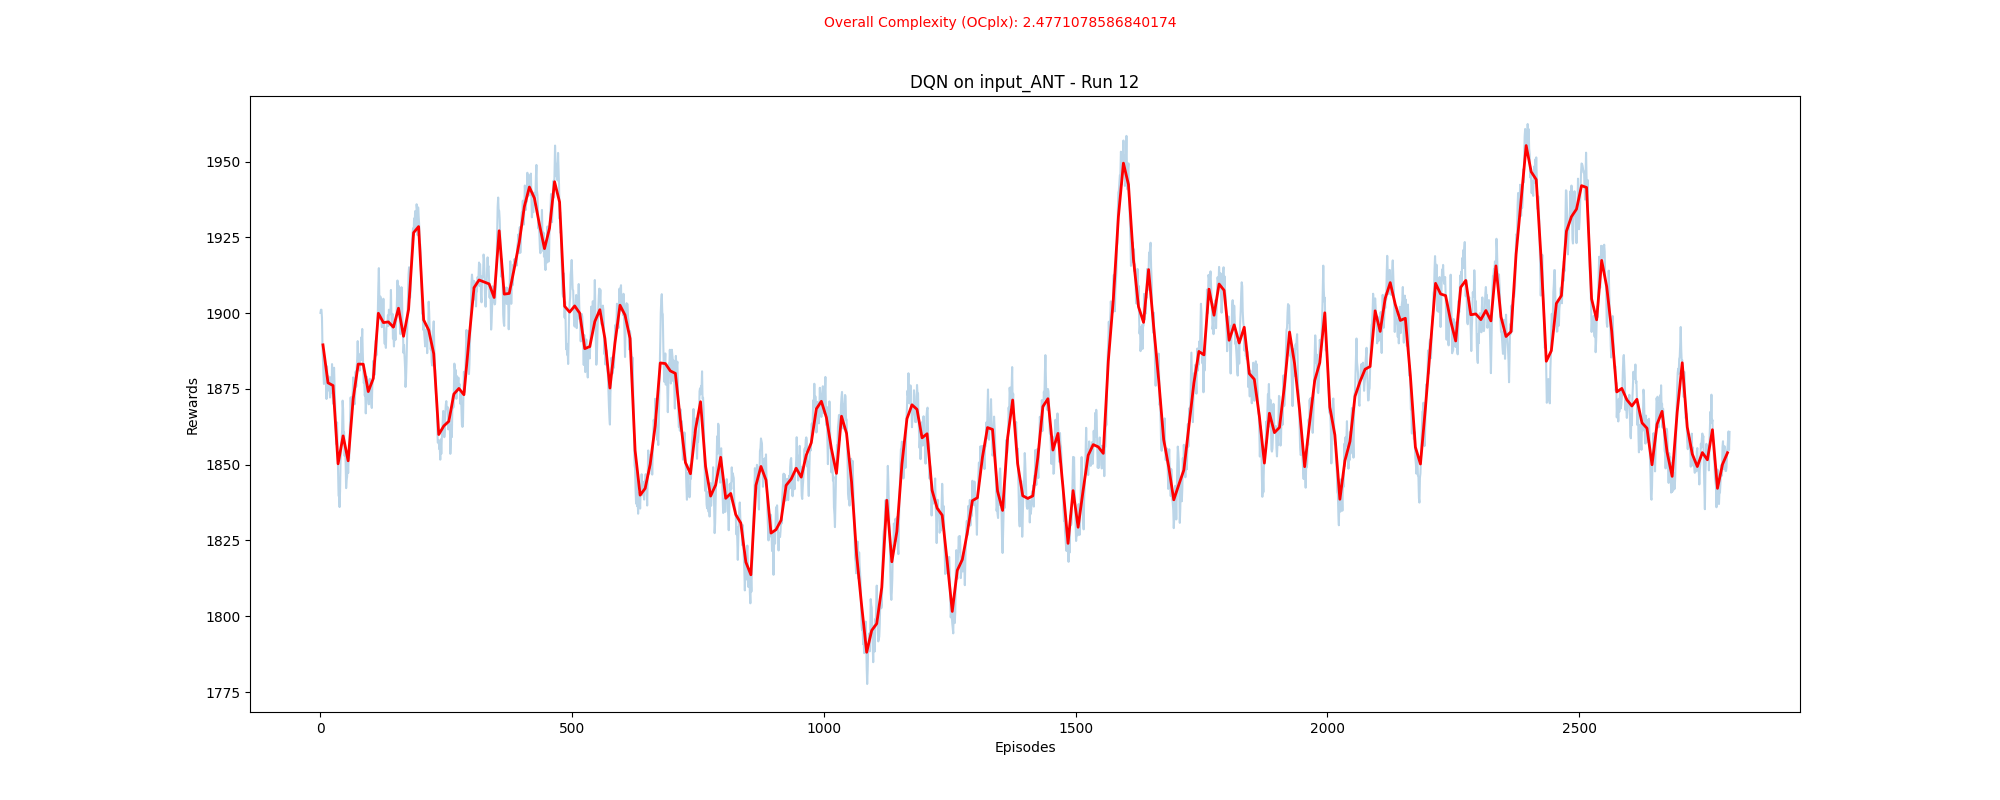 Overall Complexity (OCplx): 2.4771078586840174
DQN on input_ANT - Run 12
Rewards
1950
1925
1900
1875
1850
1825
1800
1775
0 500 1000 1500 2000 2500
Episodes